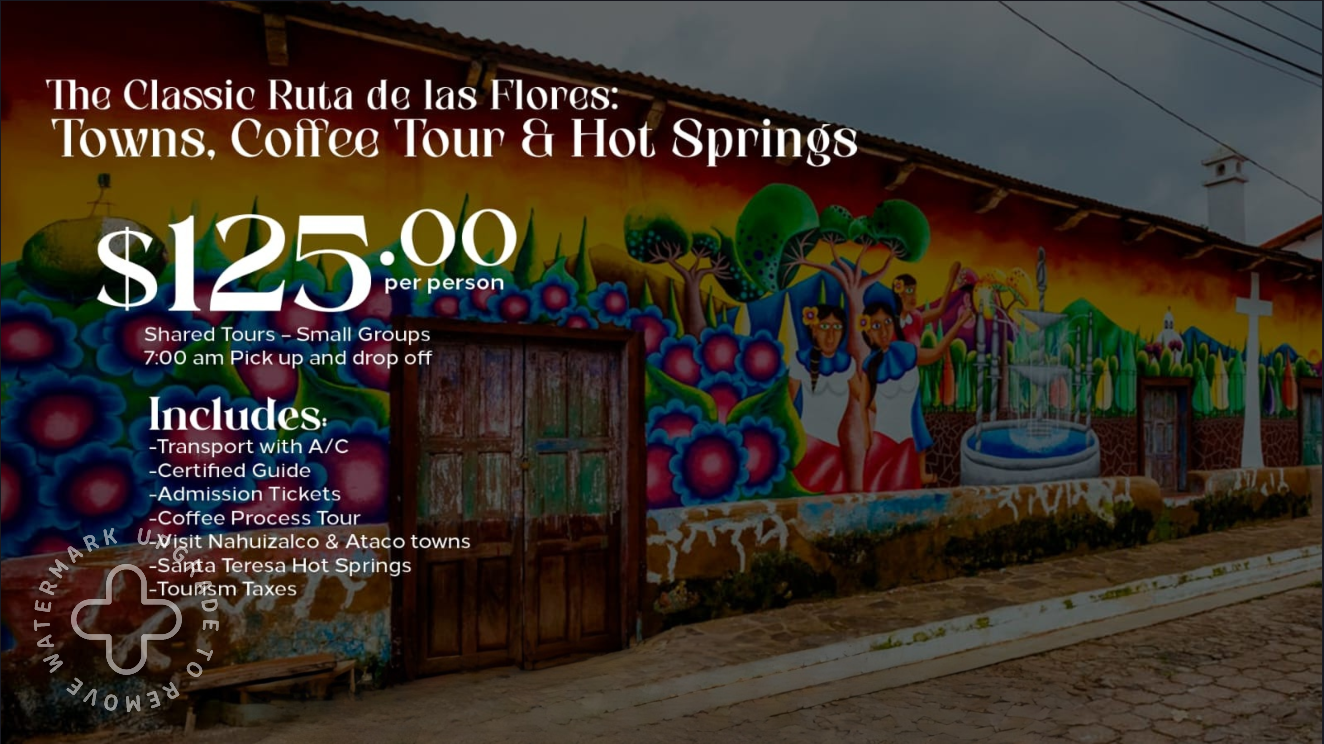 The Classic Ruta de las Flores:
Towns, Coffee Tour & Hot Springs
$125.00
per person
Shared Tours – Small Groups
7:00 am Pick up and drop off
Includes:
-Transport with A/C
-Certified Guide
-Admission Tickets
-Coffee Process Tour
-Visit Nahuizalco & Ataco towns
-Santa Teresa Hot Springs
-Tourism Taxes
UPGRADE TO REMOVE WATERMARK